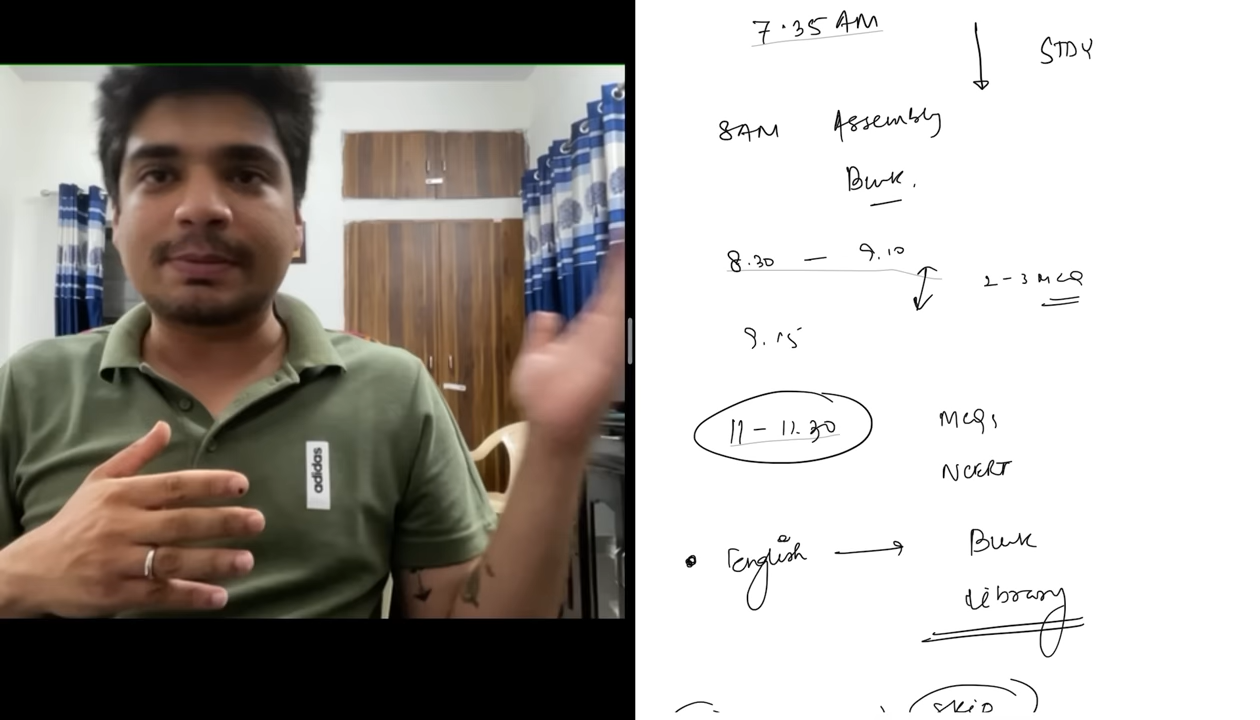 adidas
7.35 AM
↓ STDY
8AM Assembly
Bunk.
8.30 — 9.10
2-3 MCQ
9.15
11 - 11.30 MCQs
NCERT
• English → Bunk
Library
skip